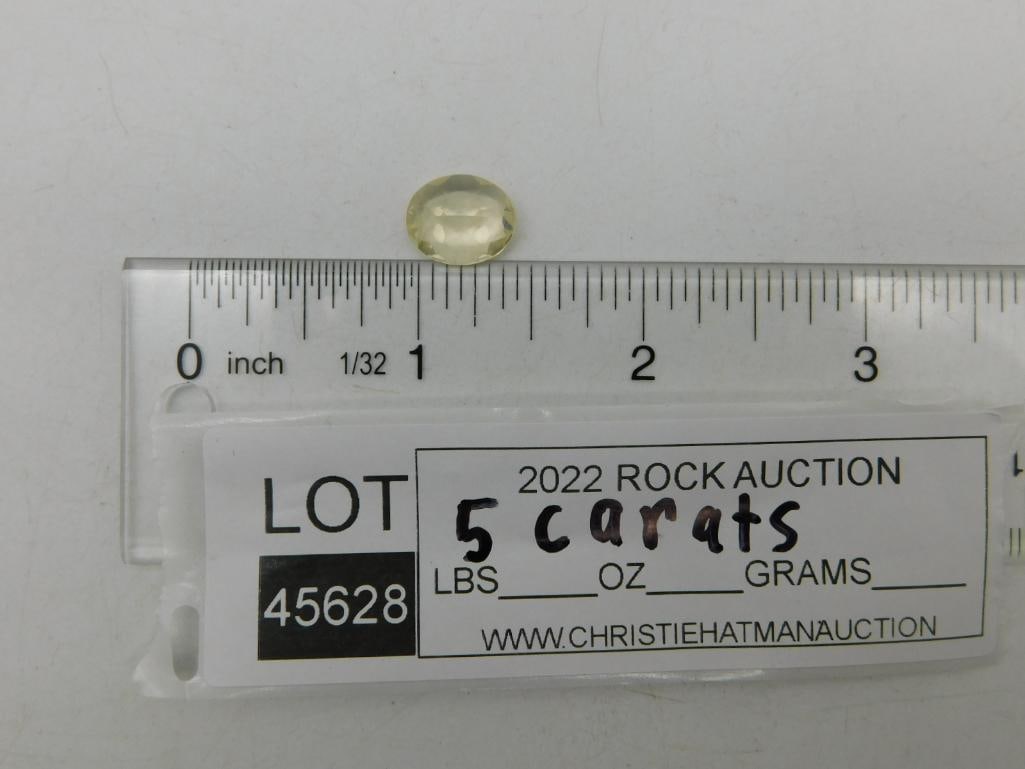 0 inch 1/32 1 2 3
LOT
45628
2022 ROCK AUCTION
5 carats
LBS_____OZ_____GRAMS_____
WWW.CHRISTIEHATMANAUCTION